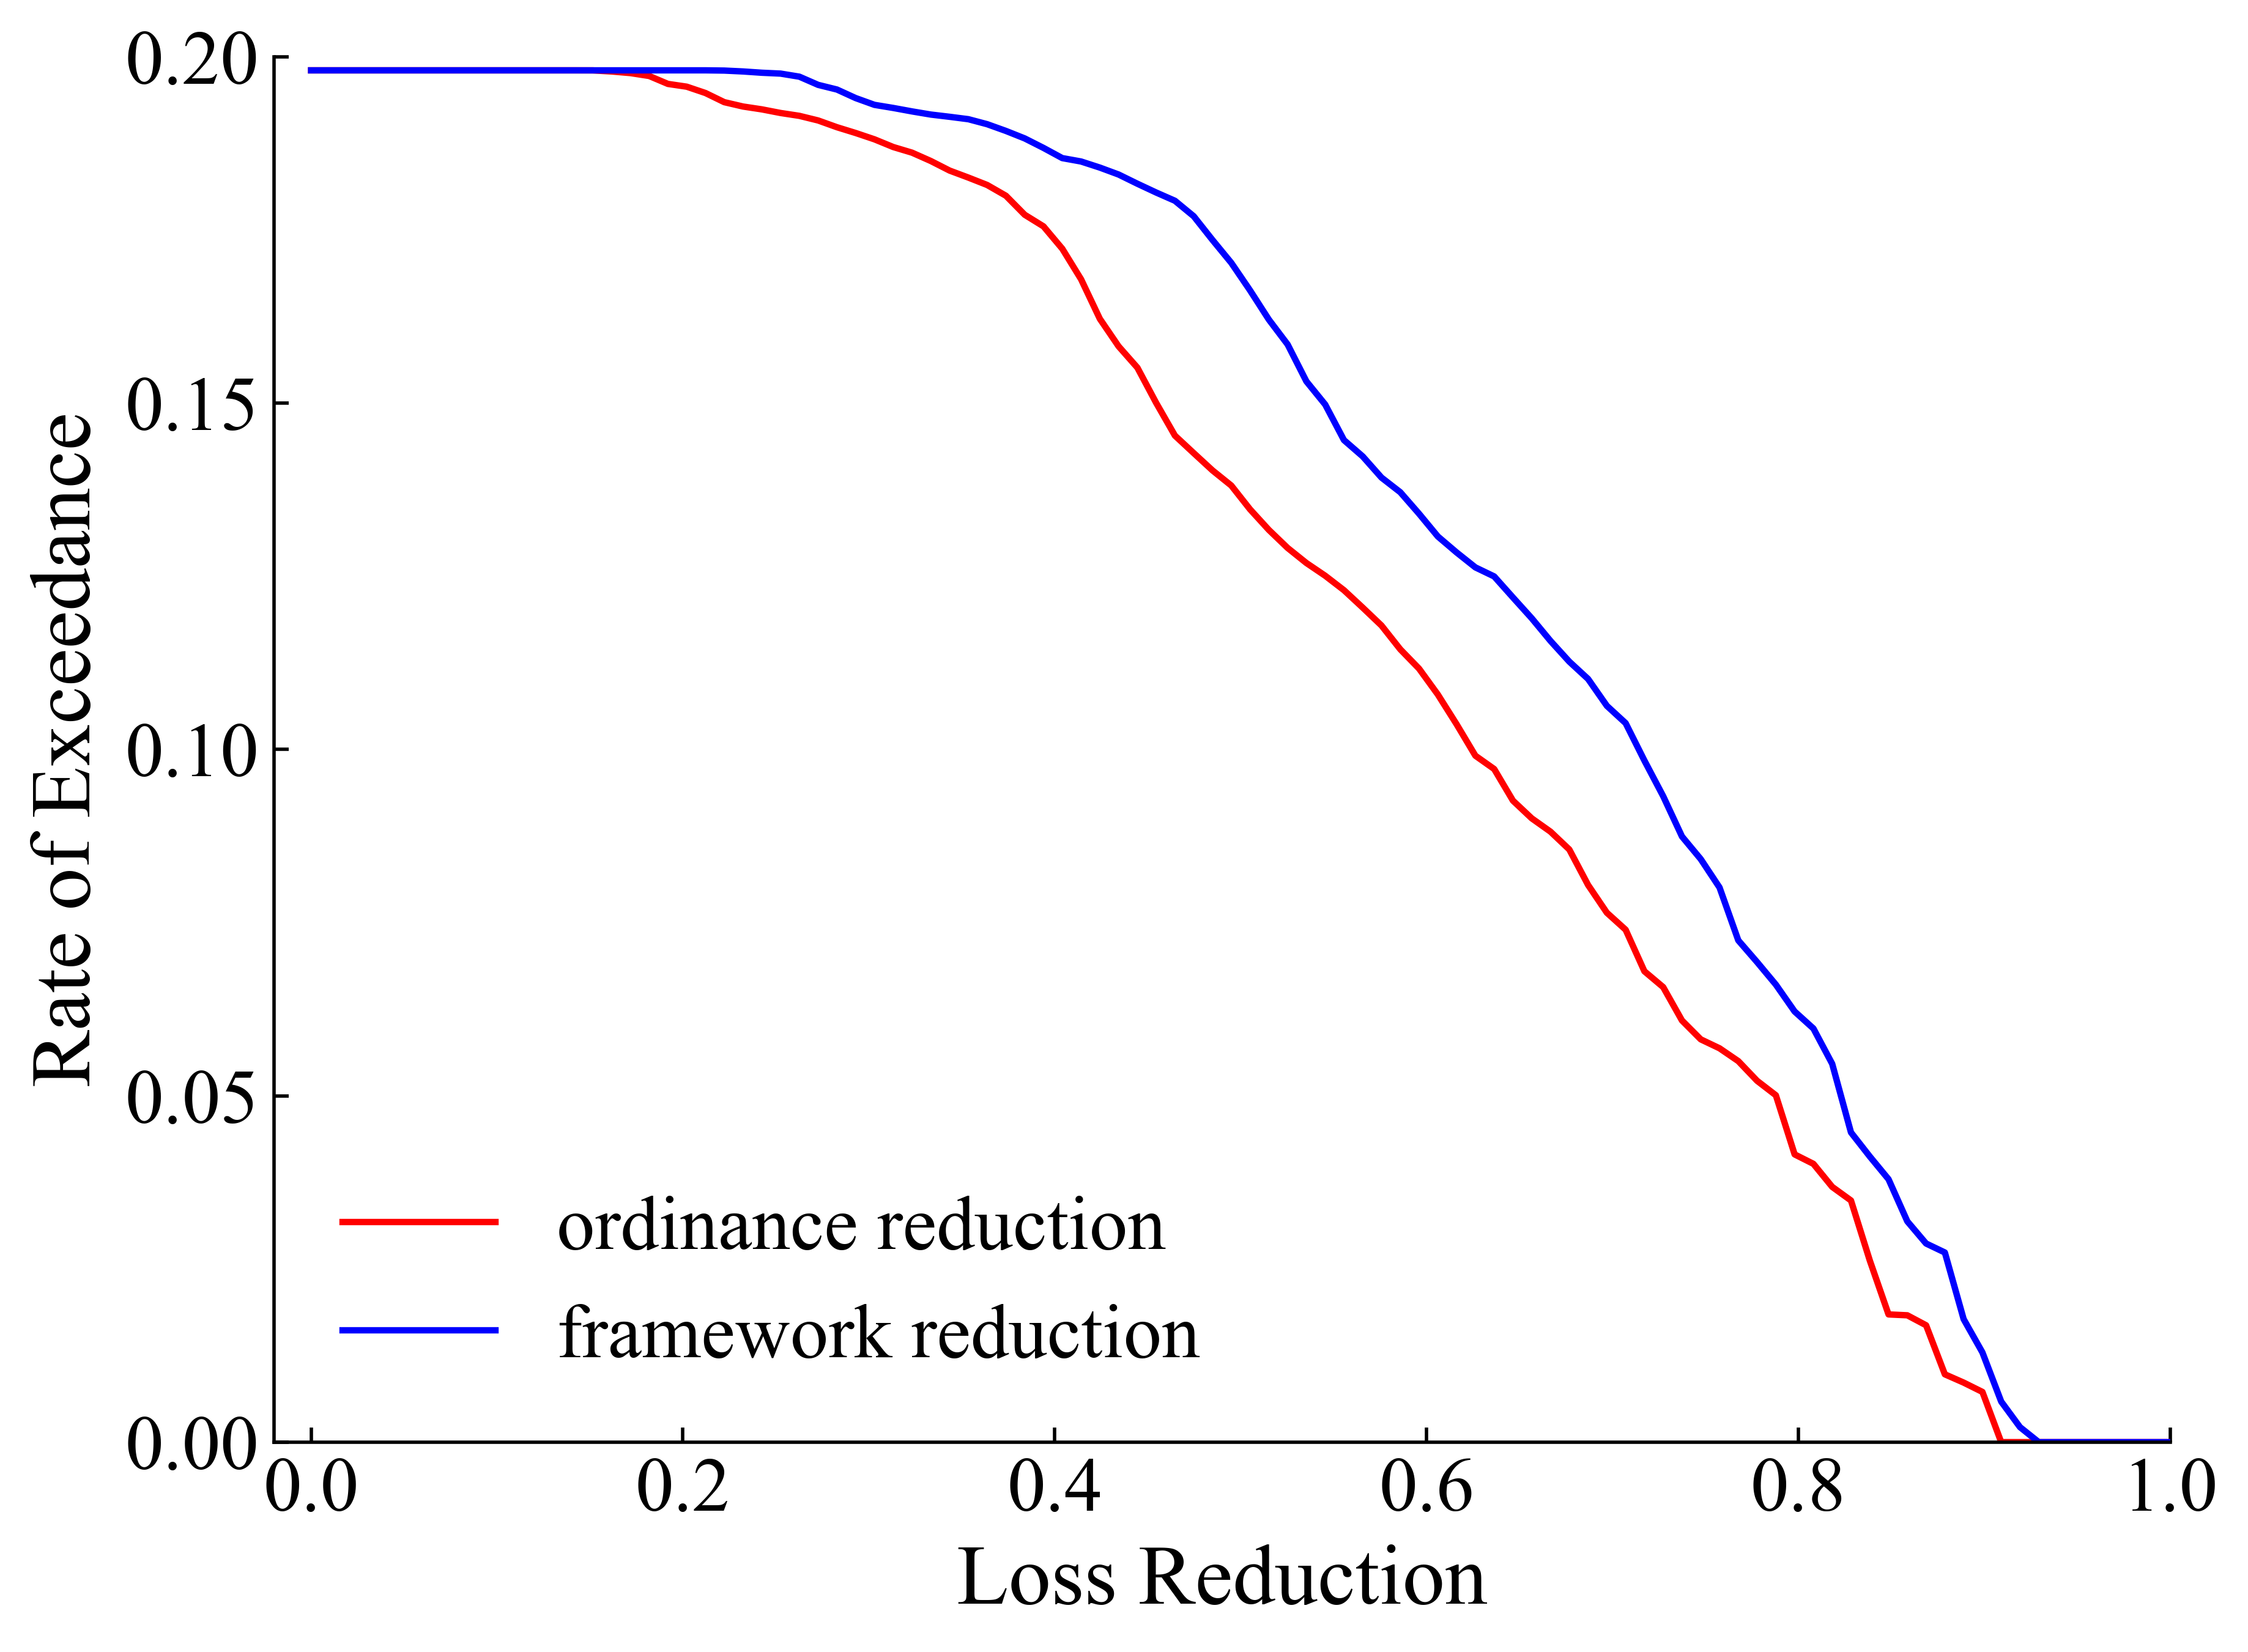 0.20
0.15
0.10
0.05
0.00
Rate of Exceedance
ordinance reduction
framework reduction
0.0 0.2 0.4 0.6 0.8 1.0
Loss Reduction